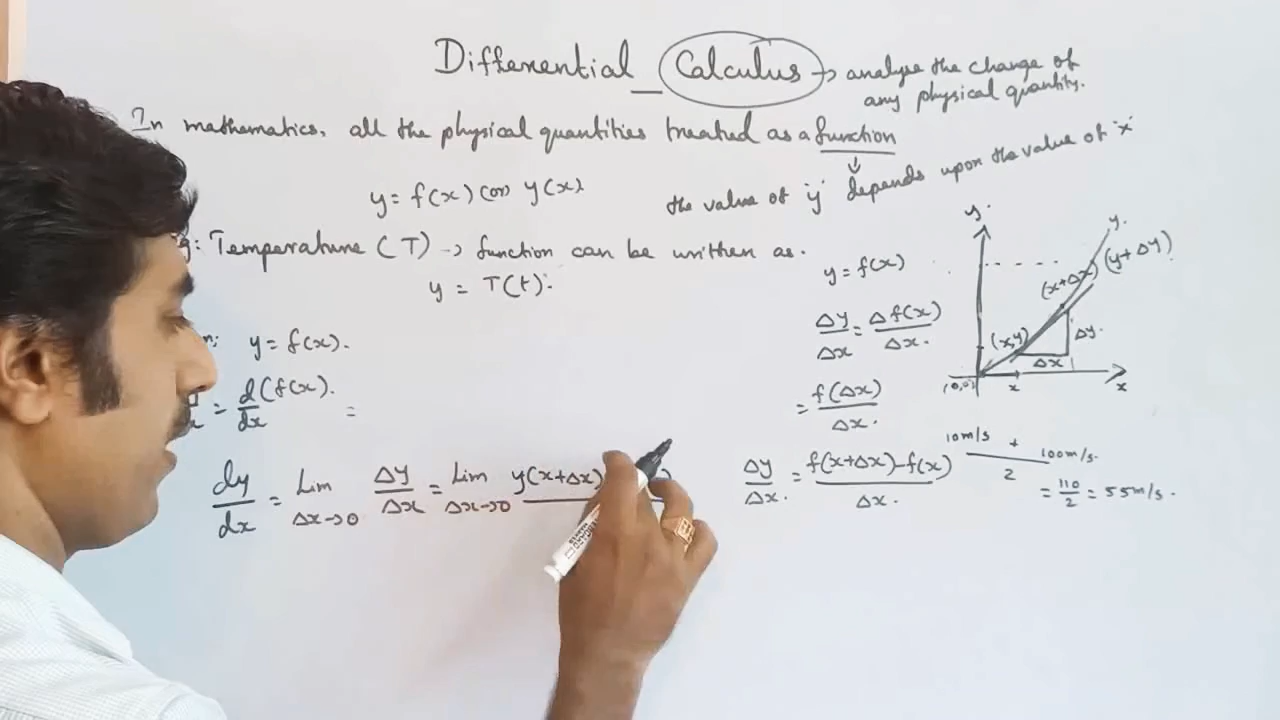 Differential Calculus → analyse the change of
any physical quantity.
In mathematics, all the physical quantities treated as a function
↓
y = f(x) (or) y(x).
the value of 'y' depends upon the value of 'x'
Temperature (T) → function can be written as.
y = T(t).
y = f(x).
= d/dx (f(x).
=
dy/dx = Lim Δx→0 Δy/Δx = Lim Δx→0 y(x+Δx)
y = f(x)
Δy/Δx = Δf(x)/Δx.
= f(Δx)/Δx.
Δy/Δx. = f(x+Δx)-f(x)/Δx.
y
y.
(x+Δx) (y+Δy)
(x,y)
Δy.
Δx
(0,0)
x
x
10m/s + 100m/s.
2
= 110/2 = 55m/s.